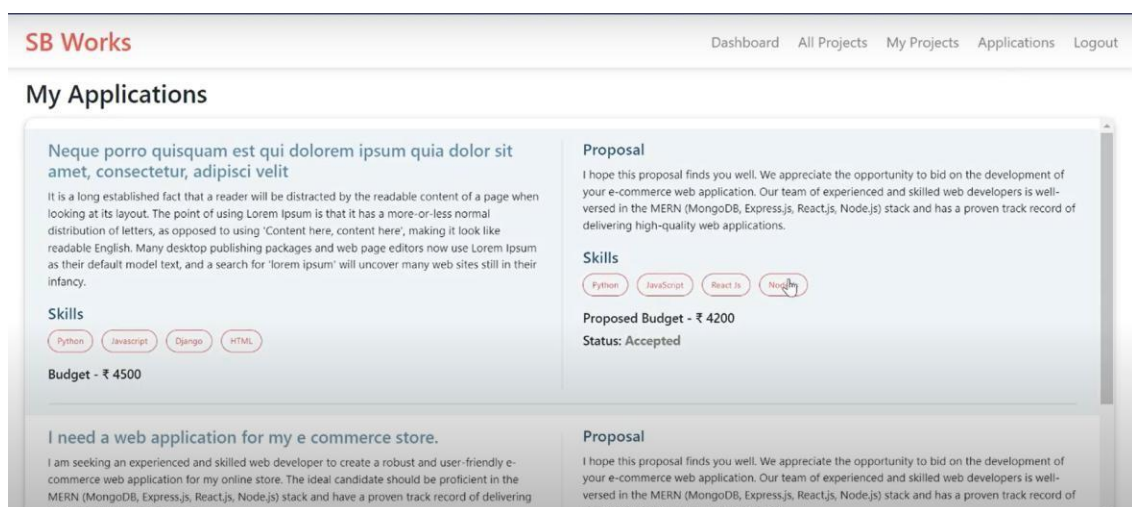 SB Works
Dashboard All Projects My Projects Applications Logout
My Applications
Neque porro quisquam est qui dolorem ipsum quia dolor sit
amet, consectetur, adipisci velit
It is a long established fact that a reader will be distracted by the readable content of a page when
looking at its layout. The point of using Lorem Ipsum is that it has a more-or-less normal
distribution of letters, as opposed to using 'Content here, content here', making it look like
readable English. Many desktop publishing packages and web page editors now use Lorem Ipsum
as their default model text, and a search for 'lorem ipsum' will uncover many web sites still in their
infancy.
Skills
Python Javascript Django HTML
Budget - ₹ 4500
Proposal
I hope this proposal finds you well. We appreciate the opportunity to bid on the development of
your e-commerce web application. Our team of experienced and skilled web developers is well-
versed in the MERN (MongoDB, Express.js, React.js, Node.js) stack and has a proven track record of
delivering high-quality web applications.
Skills
Python JavaScript React Js
Proposed Budget - ₹ 4200
Status: Accepted
I need a web application for my e commerce store.
I am seeking an experienced and skilled web developer to create a robust and user-friendly e-
commerce web application for my online store. The ideal candidate should be proficient in the
MERN (MongoDB, Express.js, React.js, Node.js) stack and have a proven track record of delivering
Proposal
I hope this proposal finds you well. We appreciate the opportunity to bid on the development of
your e-commerce web application. Our team of experienced and skilled web developers is well-
versed in the MERN (MongoDB, Express.js, React.js, Node.js) stack and has a proven track record of